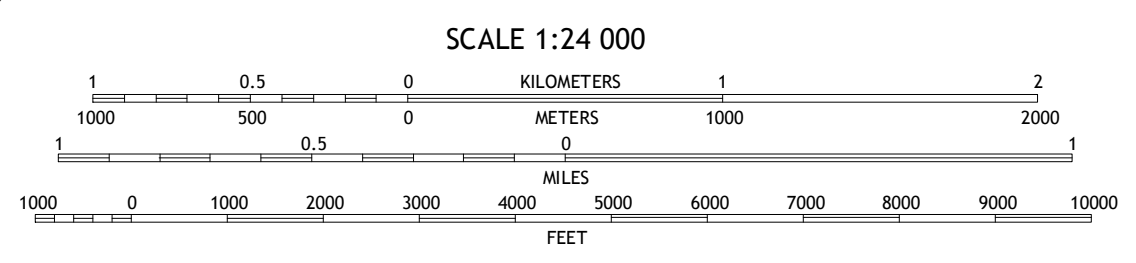 SCALE 1:24 000
1 0.5 0 KILOMETERS 1 2
1000 500 0 METERS 1000 2000
1 0.5 0 1
MILES
1000 0 1000 2000 3000 4000 5000 6000 7000 8000 9000 10000
FEET